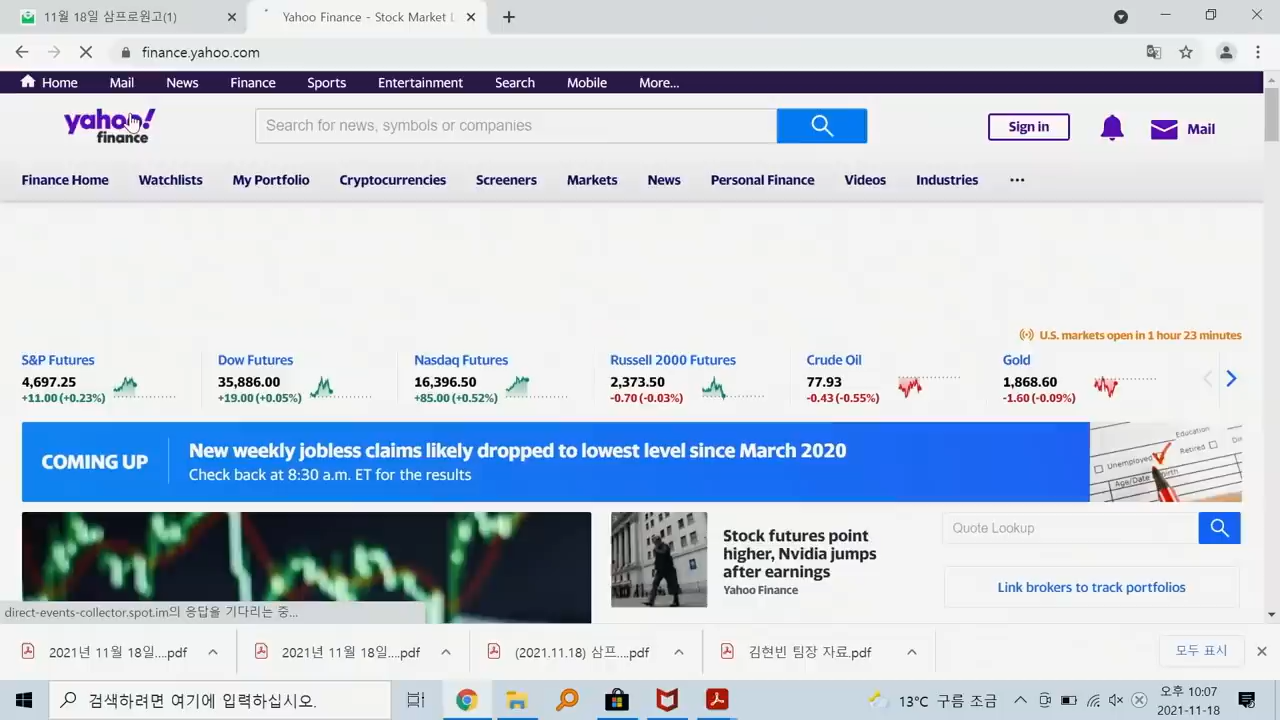 11월 18일 삼프로원고(1)
Yahoo Finance - Stock Market L
finance.yahoo.com
Home Mail News Finance Sports Entertainment Search Mobile More...
yahoo!
finance
Search for news, symbols or companies
Sign in
Mail
Finance Home Watchlists My Portfolio Cryptocurrencies Screeners Markets News Personal Finance Videos Industries ...
U.S. markets open in 1 hour 23 minutes
S&P Futures
4,697.25
+11.00 (+0.23%)
Dow Futures
35,886.00
+19.00 (+0.05%)
Nasdaq Futures
16,396.50
+85.00 (+0.52%)
Russell 2000 Futures
2,373.50
-0.70 (-0.03%)
Crude Oil
77.93
-0.43 (-0.55%)
Gold
1,868.60
-1.60 (-0.09%)
COMING UP
New weekly jobless claims likely dropped to lowest level since March 2020
Check back at 8:30 a.m. ET for the results
Education
Retired
Unemployed
Age/Date
birth
Stock futures point
higher, Nvidia jumps
after earnings
Yahoo Finance
Quote Lookup
Link brokers to track portfolios
direct-events-collector.spot.im의 응답을 기다리는 중...
2021년 11월 18일....pdf
2021년 11월 18일....pdf
(2021.11.18) 삼프....pdf
김현빈 팀장 자료.pdf
모두 표시
검색하려면 여기에 입력하십시오.
13°C 구름 조금
오후 10:07
2021-11-18